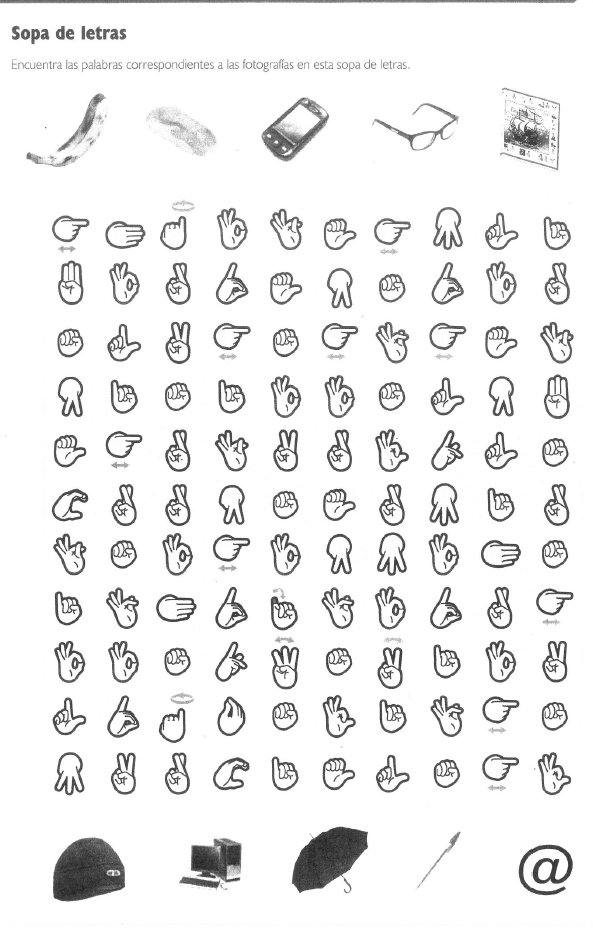 Sopa de letras
Encuentra las palabras correspondientes a las fotografías en esta sopa de letras.
@